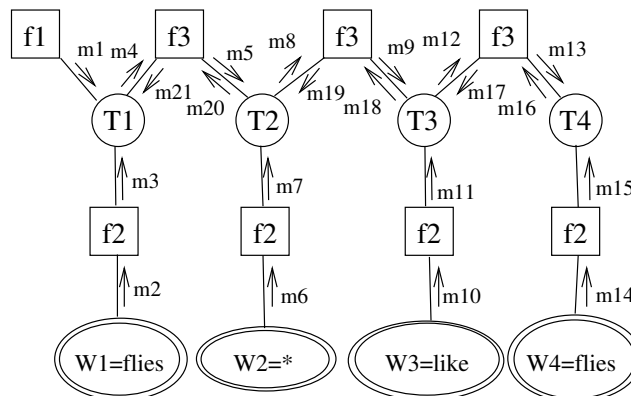 f1 m1 m4 f3 m5 m8 f3 m9 m12 f3 m13
m21 m20 m19 m18 m17 m16
T1 T2 T3 T4
m3 m7 m11 m15
f2 f2 f2 f2
m2 m6 m10 m14
W1=flies W2=* W3=like W4=flies